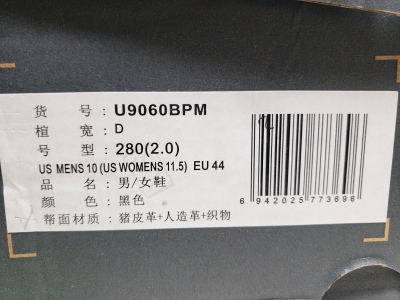 货 号: U9060BPM
楦 宽: D
号 型: 280(2.0)
US MENS 10 (US WOMENS 11.5) EU 44
品 名: 男/女鞋
颜 色: 黑色
帮面材质: 猪皮革+人造革+织物
6 942025 773696